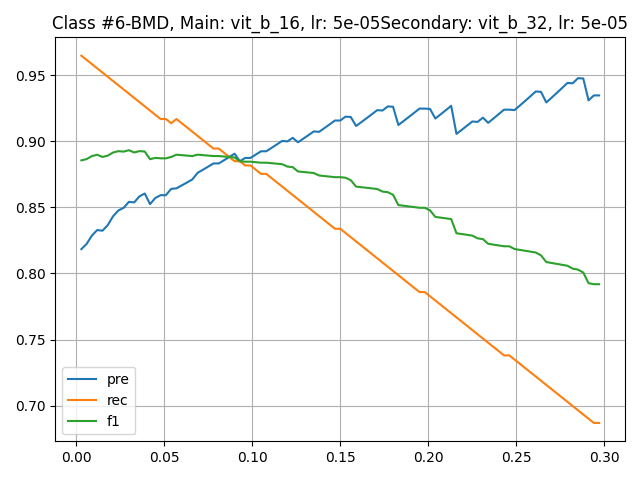 Class #6-BMD, Main: vit_b_16, lr: 5e-05Secondary: vit_b_32, lr: 5e-05
0.95
0.90
0.85
0.80
0.75
0.70
pre
rec
f1
0.00 0.05 0.10 0.15 0.20 0.25 0.30